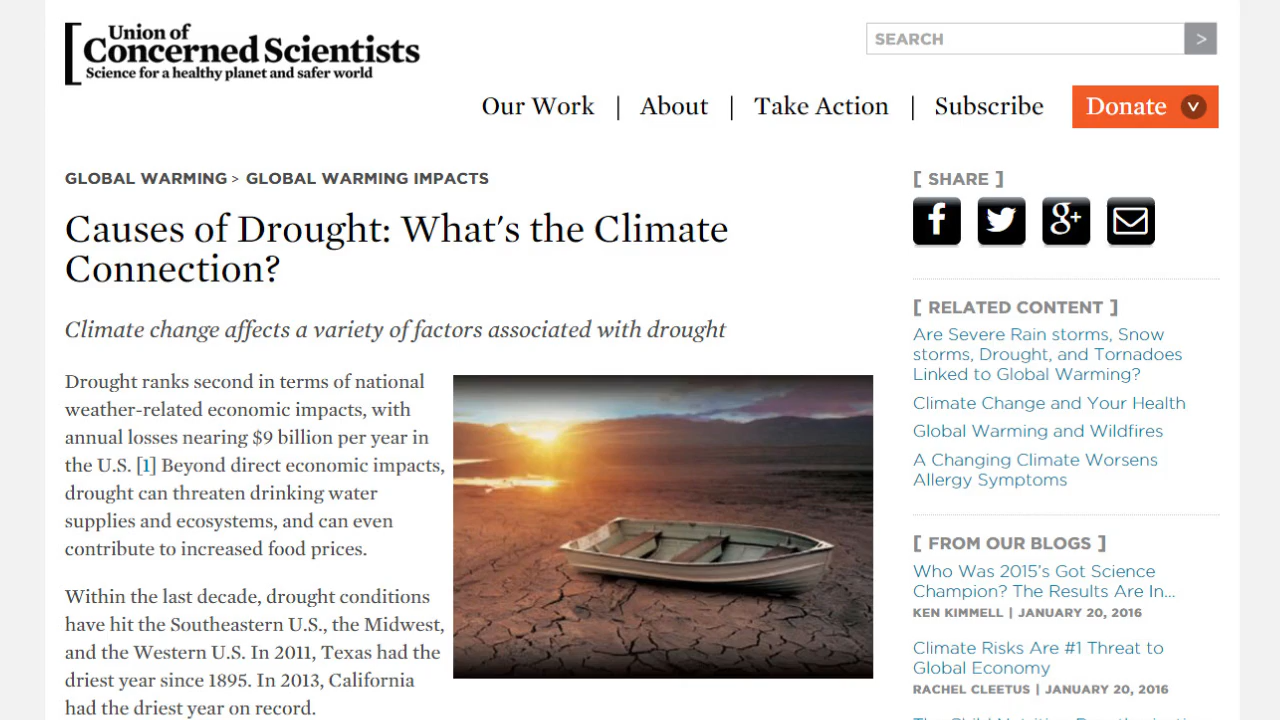 Union of
Concerned Scientists
Science for a healthy planet and safer world
SEARCH
>
Our Work | About | Take Action | Subscribe
Donate
GLOBAL WARMING > GLOBAL WARMING IMPACTS
Causes of Drought: What's the Climate
Connection?
Climate change affects a variety of factors associated with drought
Drought ranks second in terms of national
weather-related economic impacts, with
annual losses nearing $9 billion per year in
the U.S. [1] Beyond direct economic impacts,
drought can threaten drinking water
supplies and ecosystems, and can even
contribute to increased food prices.
Within the last decade, drought conditions
have hit the Southeastern U.S., the Midwest,
and the Western U.S. In 2011, Texas had the
driest year since 1895. In 2013, California
had the driest year on record.
[ SHARE ]
[ RELATED CONTENT ]
Are Severe Rain storms, Snow
storms, Drought, and Tornadoes
Linked to Global Warming?
Climate Change and Your Health
Global Warming and Wildfires
A Changing Climate Worsens
Allergy Symptoms
[ FROM OUR BLOGS ]
Who Was 2015's Got Science
Champion? The Results Are In...
KEN KIMMELL | JANUARY 20, 2016
Climate Risks Are #1 Threat to
Global Economy
RACHEL CLEETUS | JANUARY 20, 2016